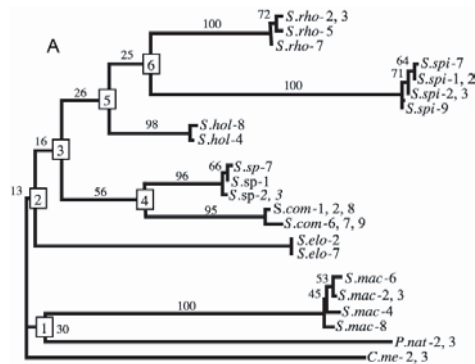 A
72
S.rho-2, 3
100
S.rho-5
S.rho-7
25
6
64
S.spi-7
71
S.spi-1, 2
100
S.spi-2, 3
S.spi-9
26
5
98
S.hol-8
S.hol-4
16
3
66
S.sp-7
96
S.sp-1
S.sp-2, 3
56
4
95
S.com-1, 2, 8
S.com-6, 7, 9
13
2
S.elo-2
S.elo-7
53
S.mac-6
100
45
S.mac-2, 3
S.mac-4
S.mac-8
1
30
P.nat-2, 3
C.me-2, 3